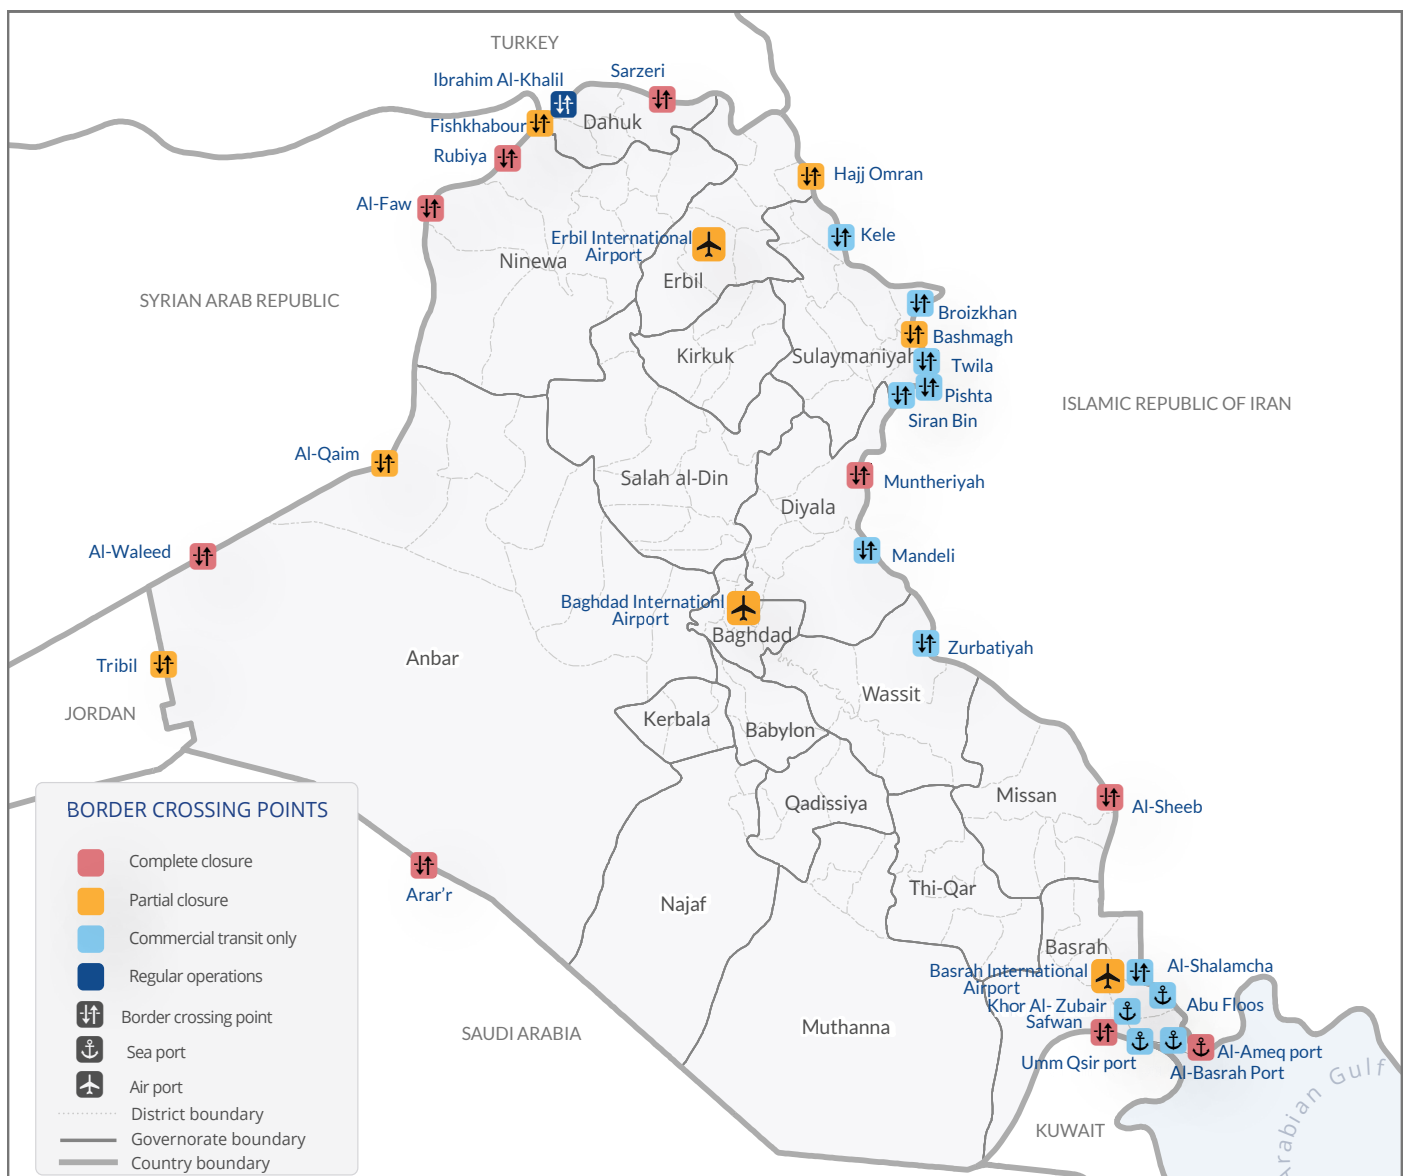 TURKEY
Sarzeri
Ibrahim Al-Khalil
Dahuk
Fishkhabour
Rubiya
Hajj Omran
Al-Faw
Kele
Erbil International
Airport
Ninewa
Erbil
SYRIAN ARAB REPUBLIC
Broizkhan
Bashmagh
Kirkuk
Sulaymaniyah
Twila
Pishta
ISLAMIC REPUBLIC OF IRAN
Siran Bin
Al-Qaim
Salah al-Din
Muntheriyah
Diyala
Al-Waleed
Mandeli
Baghdad Internationl
Airport
Baghdad
Zurbatiyah
Anbar
Tribil
Wassit
JORDAN
Kerbala
Babylon
Missan
Qadissiya
Al-Sheeb
Arar’r
Najaf
Thi-Qar
Basrah
Basrah International
Airport
Al-Shalamcha
Khor Al- Zubair
Abu Floos
Safwan
Muthanna
SAUDI ARABIA
Umm Qsir port
Al-Ameq port
Al-Basrah Port
KUWAIT
Arabian Gulf
BORDER CROSSING POINTS
Complete closure
Partial closure
Commercial transit only
Regular operations
Border crossing point
Sea port
Air port
District boundary
Governorate boundary
Country boundary